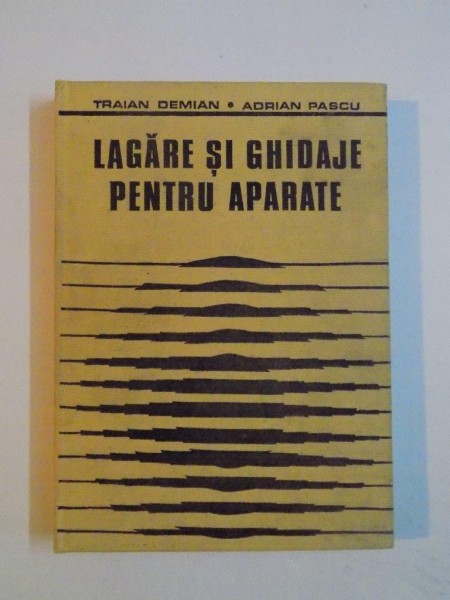 TRAIAN DEMIAN • ADRIAN PASCU
LAGĂRE ȘI GHIDAJE
PENTRU APARATE